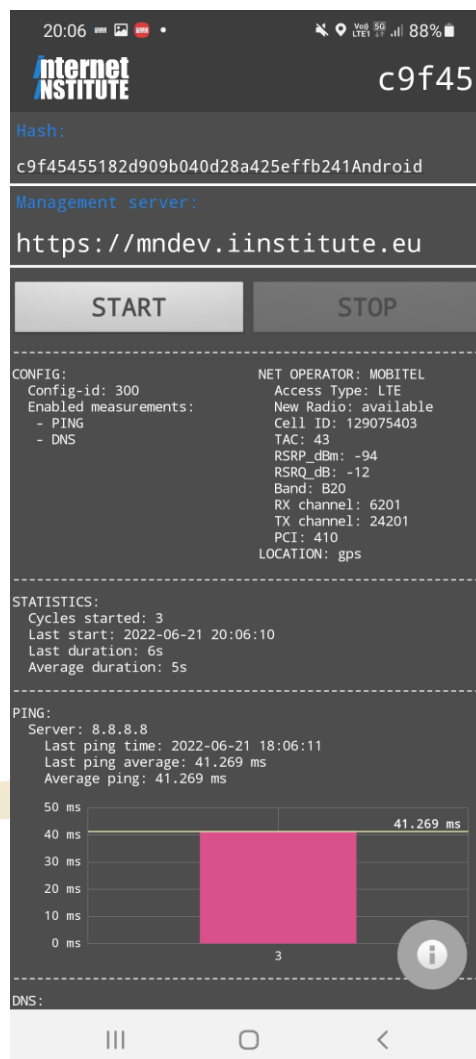 20:06
Vo)) 5G
LTE1 88%
internet
INSTITUTE
c9f45
Hash:
c9f45455182d909b040d28a425effb241Android
Management server:
https://mndev.iinstitute.eu
START STOP
CONFIG:
Config-id: 300
Enabled measurements:
- PING
- DNS
NET OPERATOR: MOBITEL
Access Type: LTE
New Radio: available
Cell ID: 129075403
TAC: 43
RSRP_dBm: -94
RSRQ_dB: -12
Band: B20
RX channel: 6201
TX channel: 24201
PCI: 410
LOCATION: gps
STATISTICS:
Cycles started: 3
Last start: 2022-06-21 20:06:10
Last duration: 6s
Average duration: 5s
PING:
Server: 8.8.8.8
Last ping time: 2022-06-21 18:06:11
Last ping average: 41.269 ms
Average ping: 41.269 ms
50 ms
41.269 ms
40 ms
30 ms
20 ms
10 ms
0 ms
3
DNS: